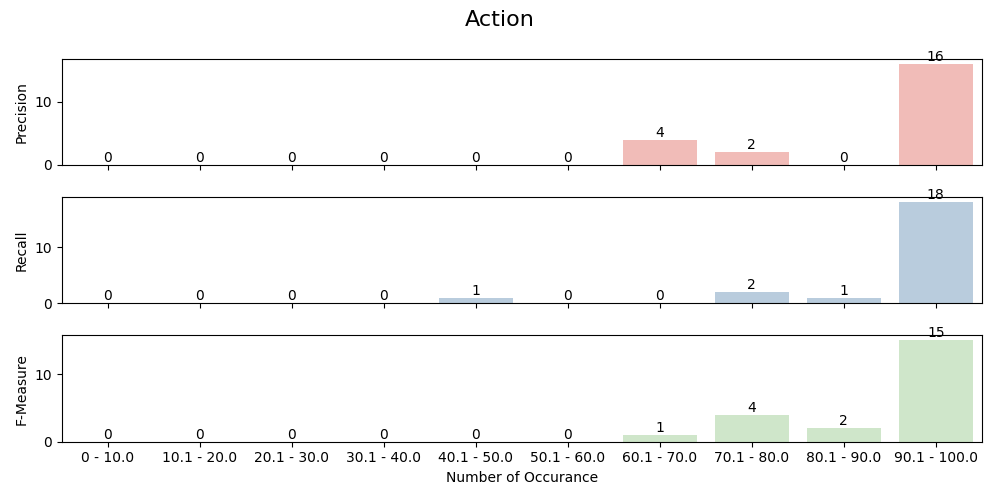 Action
Precision
10
0
0 0 0 0 0 0 4 2 0 16
Recall
10
0
0 0 0 0 1 0 0 2 1 18
F-Measure
10
0
0 0 0 0 0 0 1 4 2 15
0 - 10.0 10.1 - 20.0 20.1 - 30.0 30.1 - 40.0 40.1 - 50.0 50.1 - 60.0 60.1 - 70.0 70.1 - 80.0 80.1 - 90.0 90.1 - 100.0
Number of Occurance